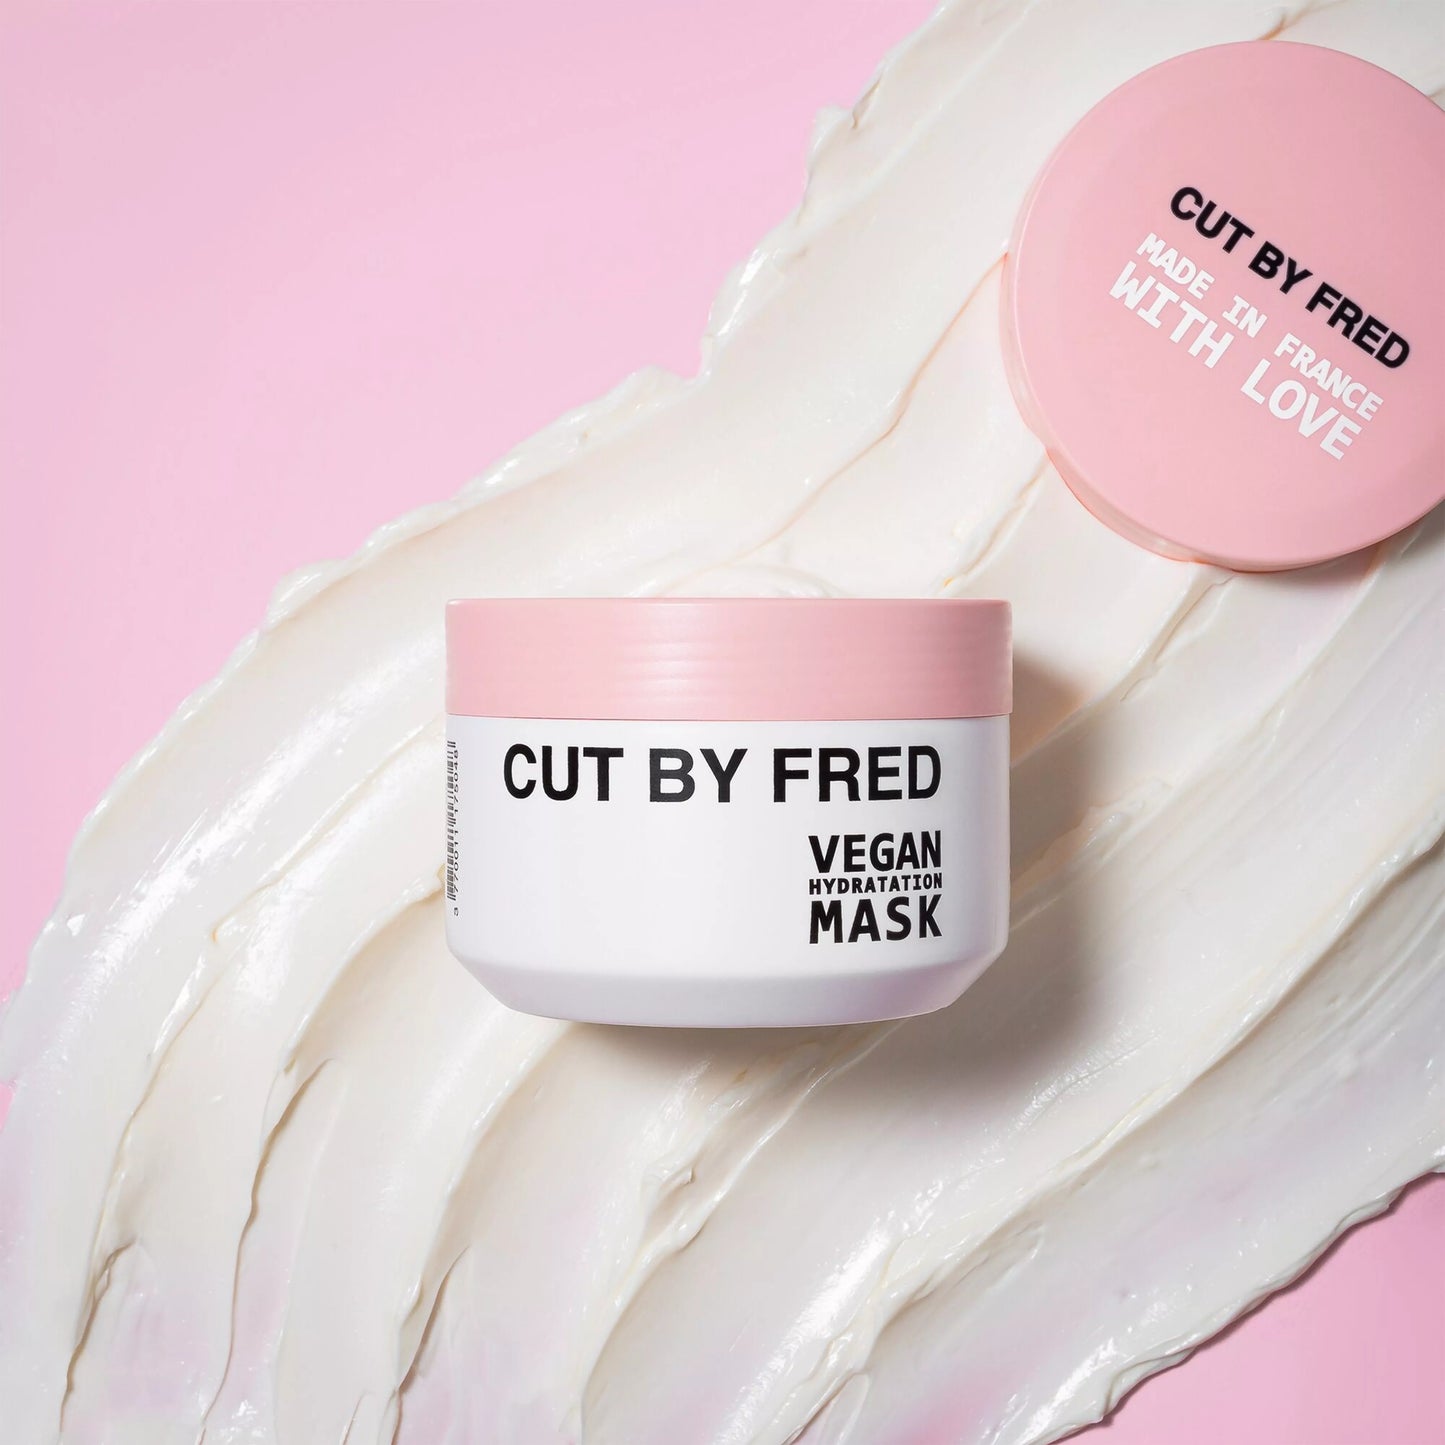 CUT BY FRED
MADE IN FRANCE
WITH LOVE
CUT BY FRED
VEGAN
HYDRATATION
MASK